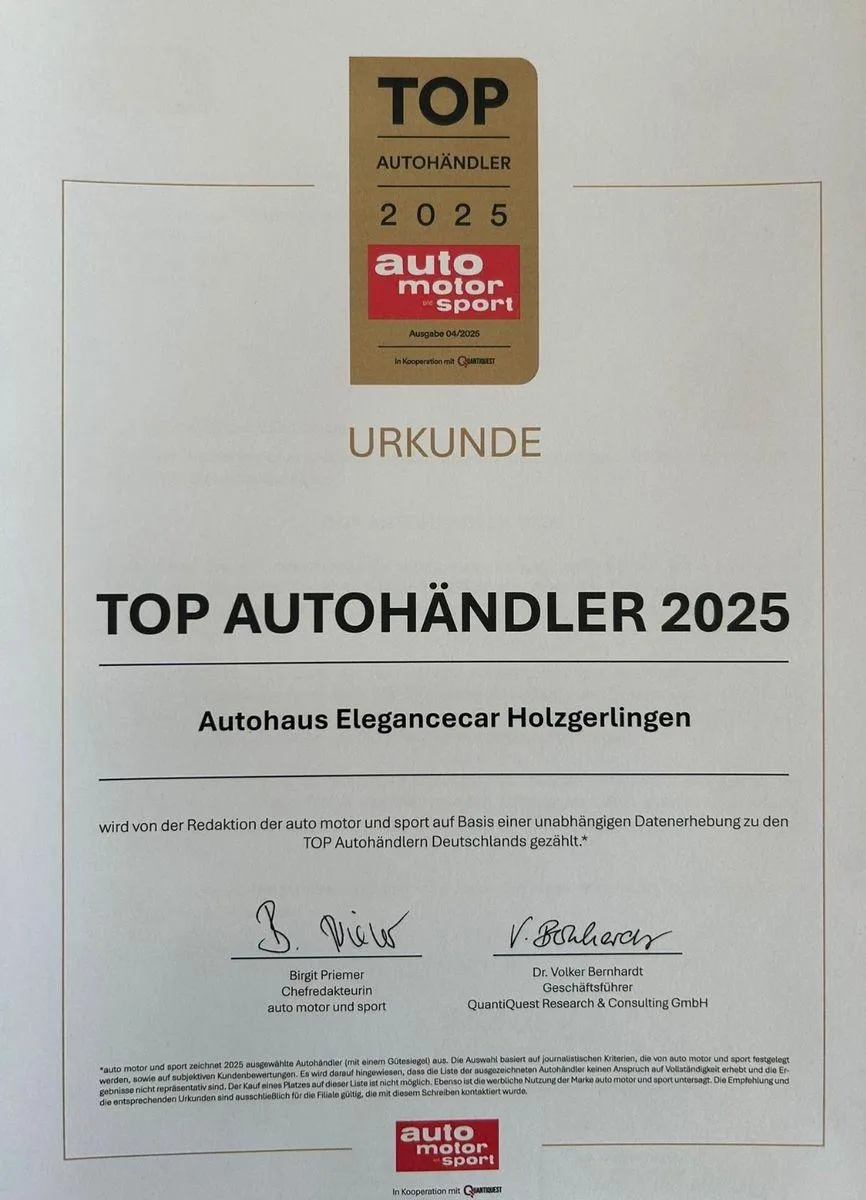 TOP
AUTOHÄNDLER
2025
auto
motor
und sport
Ausgabe 04/2025
In Kooperation mit QUANTIQUEST
URKUNDE
TOP AUTOHÄNDLER 2025
Autohaus Elegancecar Holzgerlingen
wird von der Redaktion der auto motor und sport auf Basis einer unabhängigen Datenerhebung zu den
TOP Autohändlern Deutschlands gezählt.*
B. Priemer V. Bernhardt
Birgit Priemer
Chefredakteurin
auto motor und sport
Dr. Volker Bernhardt
Geschäftsführer
QuantiQuest Research & Consulting GmbH
*auto motor und sport zeichnet 2025 ausgewählte Autohändler (mit einem Gütesiegel) aus. Die Auswahl basiert auf journalistischen Kriterien, die von auto motor und sport festgelegt
werden, sowie auf subjektiven Kundenbewertungen. Es wird darauf hingewiesen, dass die Liste der ausgezeichneten Autohändler keinen Anspruch auf Vollständigkeit erhebt und die Er-
gebnisse nicht repräsentativ sind. Der Kauf eines Platzes auf dieser Liste ist nicht möglich. Ebenso ist die werbliche Nutzung der Marke auto motor und sport untersagt. Die Empfehlung und
die entsprechenden Urkunden sind ausschließlich für die Filiale gültig, die mit diesem Schreiben kontaktiert wurde.
auto
motor
sport
In Kooperation mit QUANTIQUEST